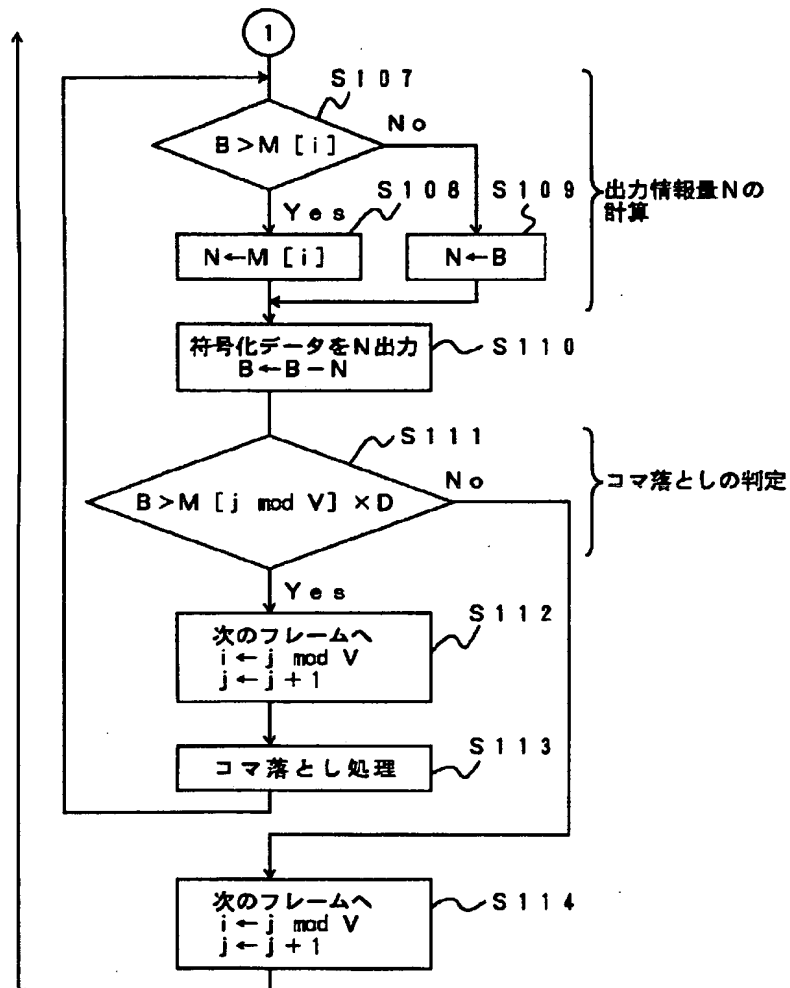 1
S107
B>M [i]
No
S108
S109
出力情報量Nの
計算
Yes
N←M [i]
N←B
符号化データをN出力
B←B−N
S110
S111
B>M [j mod V] ×D
No
コマ落としの判定
Yes
S112
次のフレームへ
i ← j mod V
j ← j + 1
S113
コマ落とし処理
次のフレームへ
i ← j mod V
j ← j + 1
S114